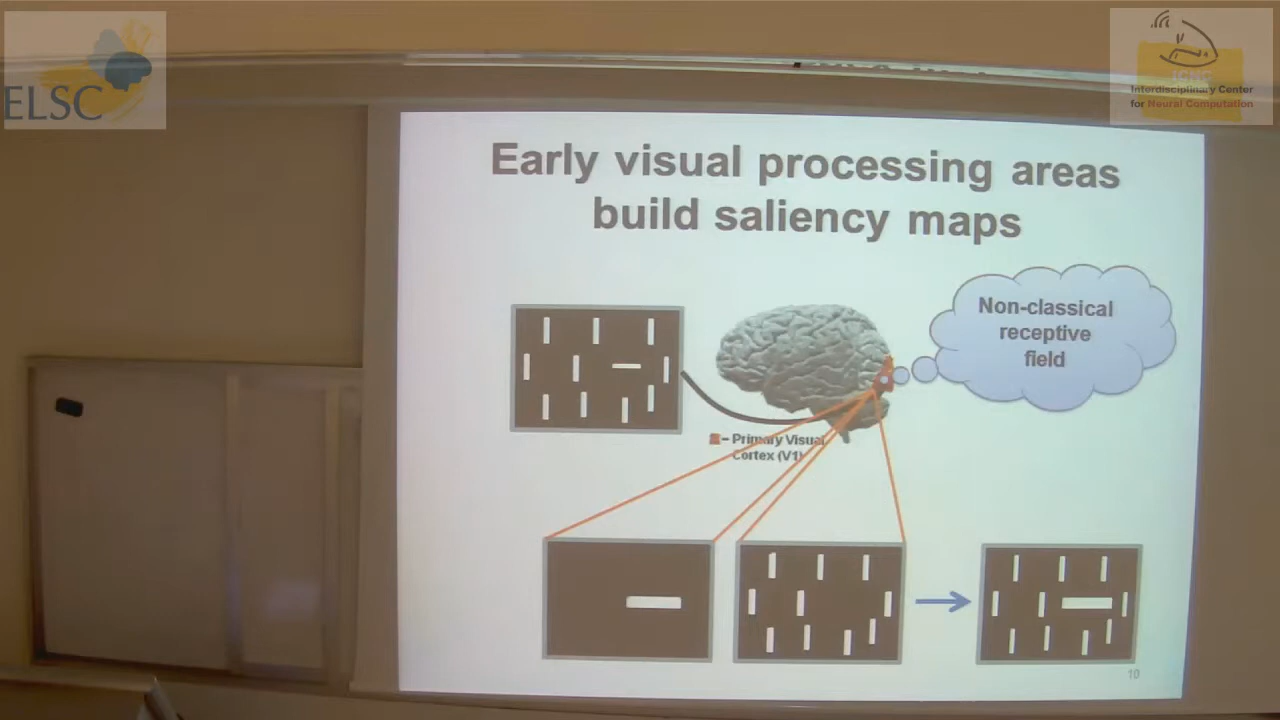 ELSC
ICNC
Interdisciplinary Center
for Neural Computation
Early visual processing areas
build saliency maps
Non-classical
receptive
field
– Primary Visual
Cortex (V1)
10